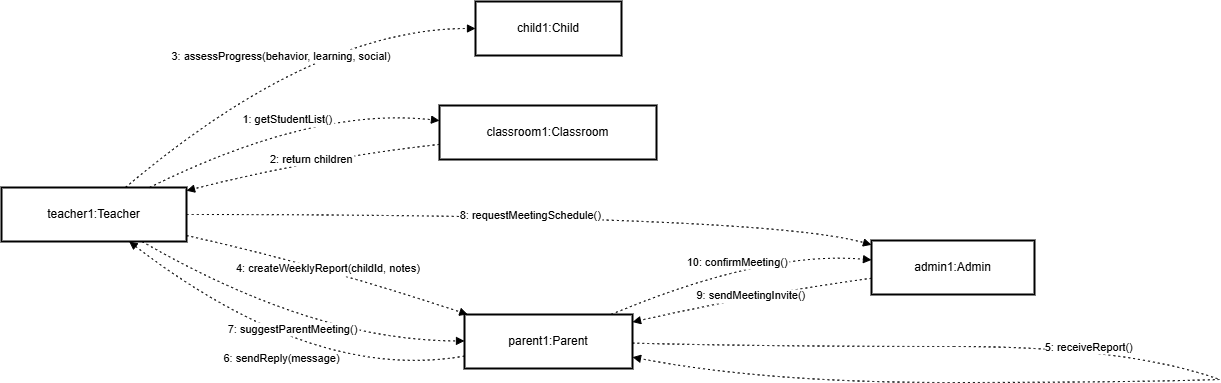 child1:Child
3: assessProgress(behavior, learning, social)
1: getStudentList()
classroom1:Classroom
2: return children
teacher1:Teacher
8: requestMeetingSchedule()
10: confirmMeeting()
admin1:Admin
4: createWeeklyReport(childId, notes)
9: sendMeetingInvite()
7: suggestParentMeeting()
parent1:Parent
5: receiveReport()
6: sendReply(message)